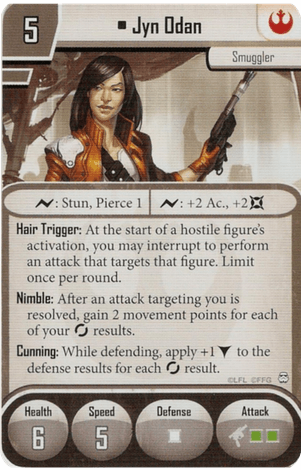 5
Jyn Odan
Smuggler
: Stun, Pierce 1
: +2 Ac., +2
Hair Trigger: At the start of a hostile figure's
activation, you may interrupt to perform
an attack that targets that figure. Limit
once per round.
Nimble: After an attack targeting you is
resolved, gain 2 movement points for each
of your results.
Cunning: While defending, apply +1 to the
defense results for each result.
©LFL ©FFG
Health
Speed
Defense
Attack
6
5